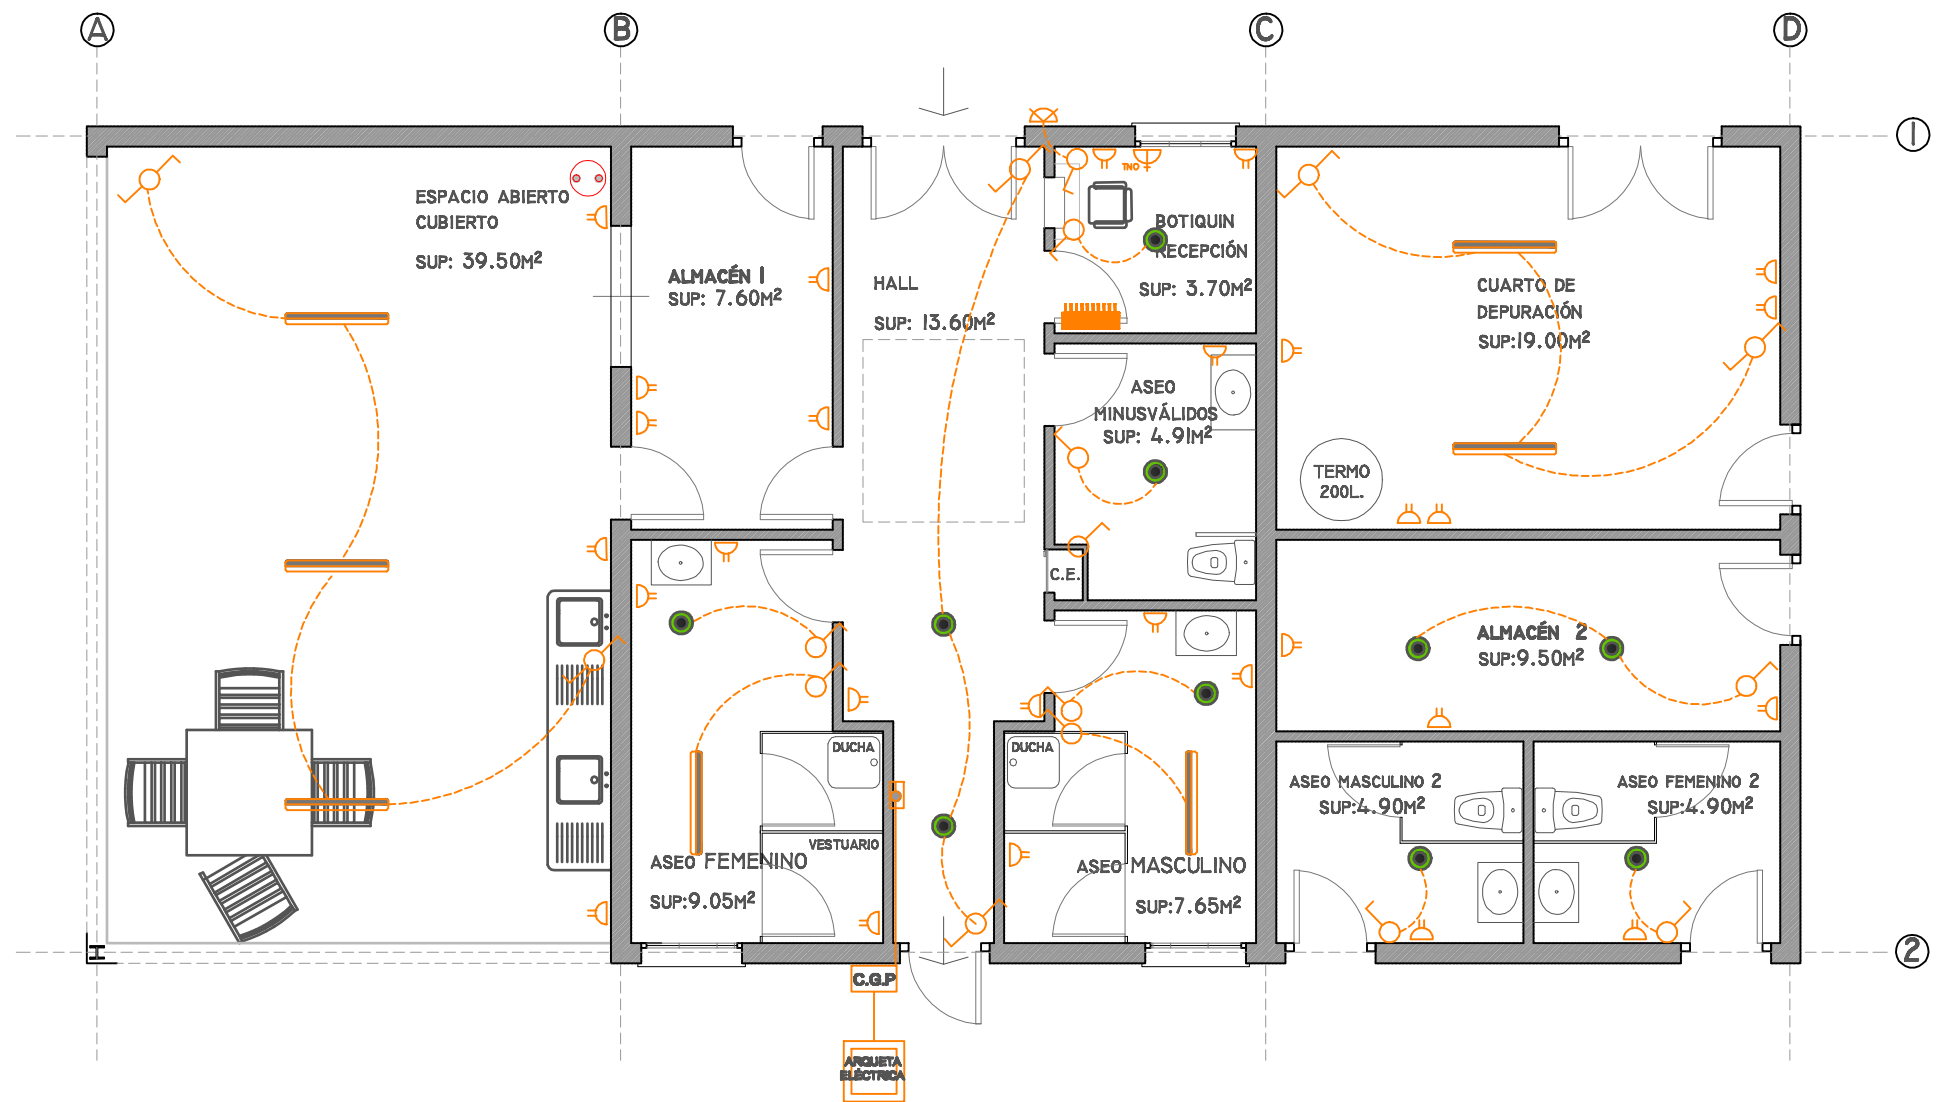 A
B
C
D
1
2
ESPACIO ABIERTO
CUBIERTO
SUP: 39.50M²
ALMACÉN 1
SUP: 7.60M²
HALL
SUP: 13.60M²
TNO
BOTIQUIN
RECEPCIÓN
SUP: 3.70M²
CUARTO DE
DEPURACIÓN
SUP:19.00M²
ASEO
MINUSVÁLIDOS
SUP: 4.91M²
TERMO
200L.
C.E.
ALMACÉN 2
SUP:9.50M²
DUCHA
DUCHA
ASEO MASCULINO 2
SUP:4.90M²
ASEO FEMENINO 2
SUP:4.90M²
VESTUARIO
ASEO FEMENINO
SUP:9.05M²
ASEO MASCULINO
SUP:7.65M²
C.G.P
ARQUETA
ELÉCTRICA